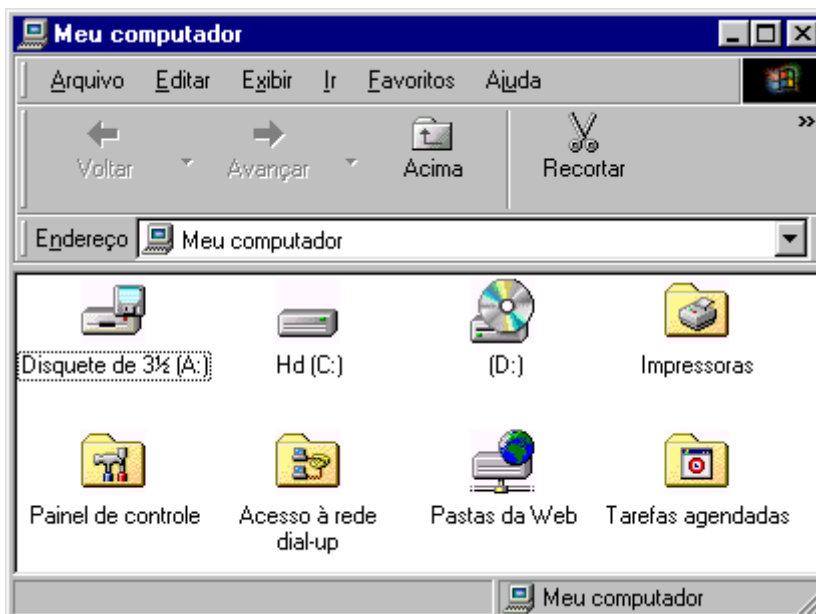 Meu computador
Arquivo Editar Exibir Ir Favoritos Ajuda
»
Voltar Avançar Acima Recortar
Endereço Meu computador
Disquete de 3½ (A:) Hd (C:) (D:) Impressoras
Painel de controle Acesso à rede dial-up Pastas da Web Tarefas agendadas
Meu computador